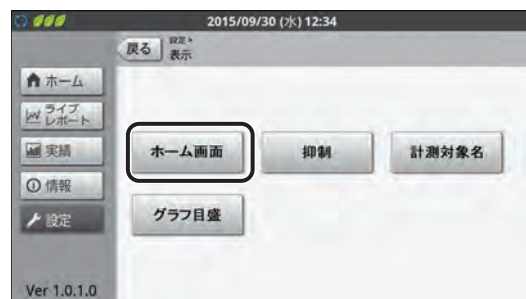 2015/09/30 (水) 12:34
戻る
設定▶
表示
ホーム
ライブ
レポート
実績
情報
設定
ホーム画面
抑制
計測対象名
グラフ目盛
Ver 1.0.1.0